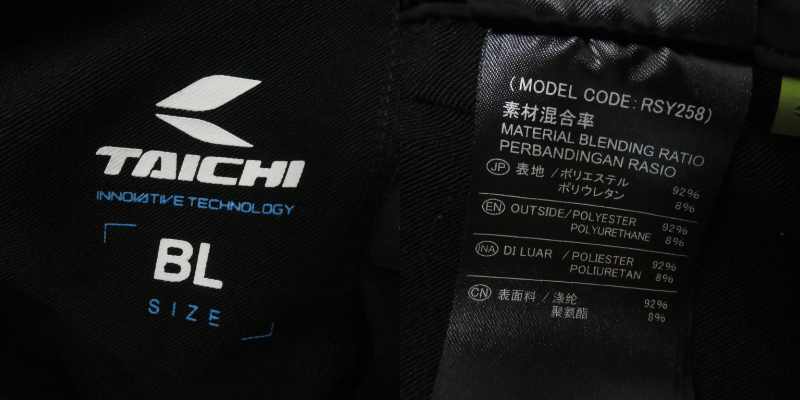 TAICHI
INNOVATIVE TECHNOLOGY
BL
SIZE
(MODEL CODE: RSY258)
素材混合率
MATERIAL BLENDING RATIO
PERBANDINGAN RASIO
JP 表地 / ポリエステル 92%
ポリウレタン 8%
EN OUTSIDE / POLYESTER 92%
POLYURETHANE 8%
INA DI LUAR / POLIESTER 92%
POLIURETAN 8%
CN 表面料 / 涤纶 92%
聚氨酯 8%